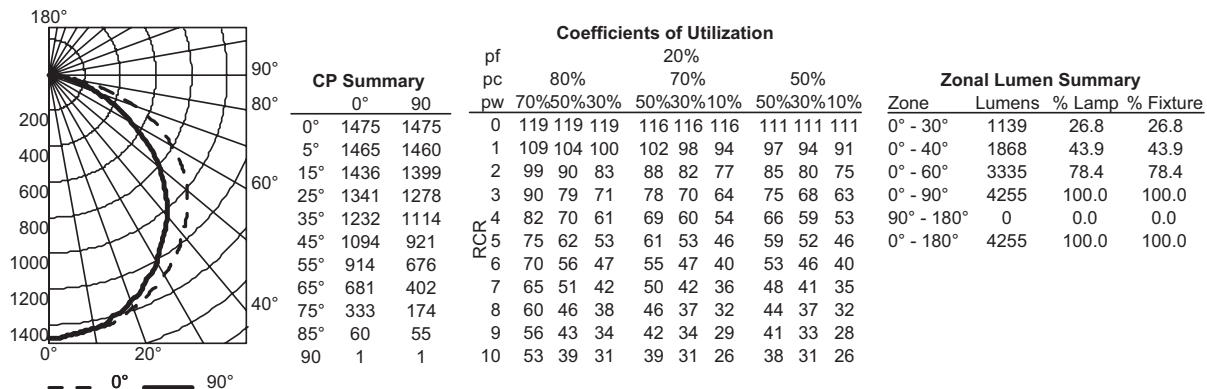 180°
90°
80°
60°
40°
20°
0°
200
400
600
800
1000
1200
1400
0° 90°
CP Summary
0° 90
0° 1475 1475
5° 1465 1460
15° 1436 1399
25° 1341 1278
35° 1232 1114
45° 1094 921
55° 914 676
65° 681 402
75° 333 174
85° 60 55
90 1 1
Coefficients of Utilization
pf 20%
pc 80% 70% 50%
pw 70%50%30% 50%30%10% 50%30%10%
RCR
0 119 119 119 116 116 116 111 111 111
1 109 104 100 102 98 94 97 94 91
2 99 90 83 88 82 77 85 80 75
3 90 79 71 78 70 64 75 68 63
4 82 70 61 69 60 54 66 59 53
5 75 62 53 61 53 46 59 52 46
6 70 56 47 55 47 40 53 46 40
7 65 51 42 50 42 36 48 41 35
8 60 46 38 46 37 32 44 37 32
9 56 43 34 42 34 29 41 33 28
10 53 39 31 39 31 26 38 31 26
Zonal Lumen Summary
Zone Lumens % Lamp % Fixture
0° - 30° 1139 26.8 26.8
0° - 40° 1868 43.9 43.9
0° - 60° 3335 78.4 78.4
0° - 90° 4255 100.0 100.0
90° - 180° 0 0.0 0.0
0° - 180° 4255 100.0 100.0